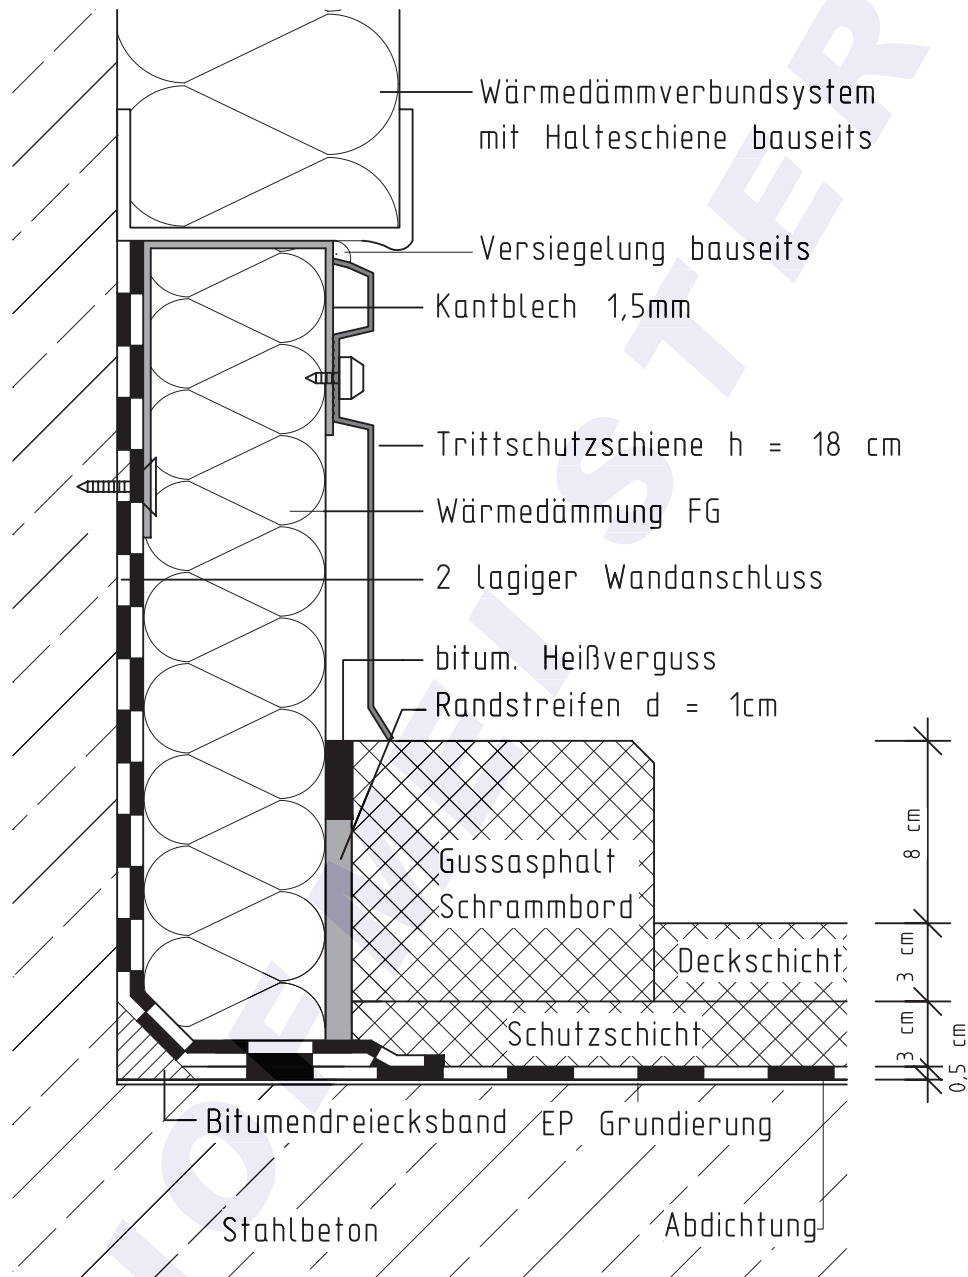 Wärmedämmverbundsystem
mit Halteschiene bauseits
Versiegelung bauseits
Kantblech 1,5mm
Trittschutzschiene h = 18 cm
Wärmedämmung FG
2 lagiger Wandanschluss
bitum. Heißverguss
Randstreifen d = 1cm
8 cm
Gussasphalt
Schrammbord
Deckschicht
3 cm
Schutzschicht
3 cm
0,5 cm
Bitumendreiecksband
EP Grundierung
Stahlbeton
Abdichtung